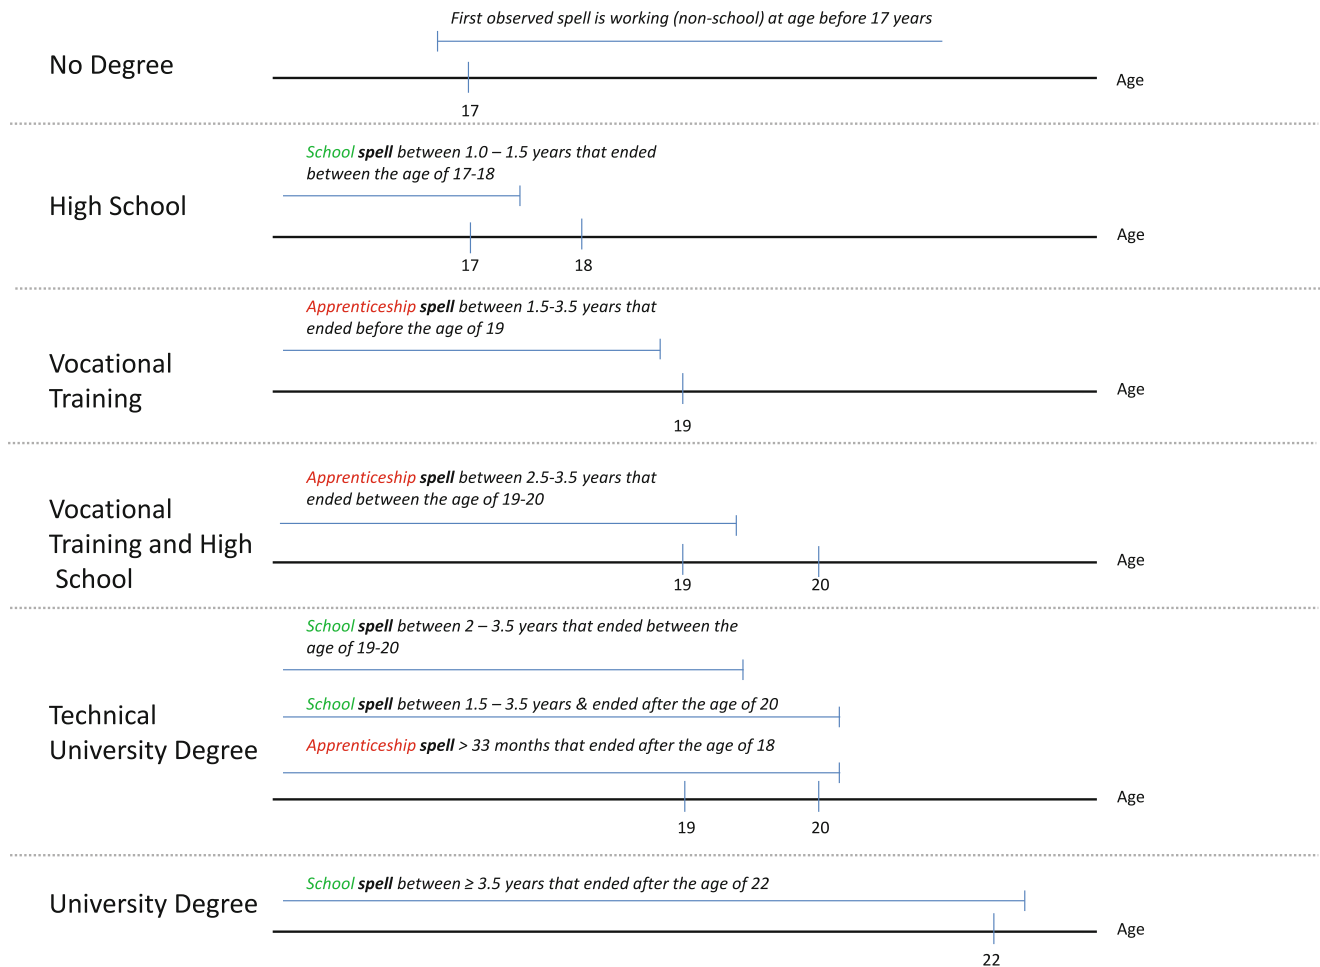 First observed spell is working (non-school) at age before 17 years
No Degree
Age
17
School spell between 1.0 – 1.5 years that ended
between the age of 17-18
High School
Age
17
18
Apprenticeship spell between 1.5-3.5 years that
ended before the age of 19
Vocational
Training
Age
19
Apprenticeship spell between 2.5-3.5 years that
ended between the age of 19-20
Vocational
Training and High
School
Age
19
20
School spell between 2 – 3.5 years that ended between the
age of 19-20
School spell between 1.5 – 3.5 years & ended after the age of 20
Technical
University Degree
Apprenticeship spell > 33 months that ended after the age of 18
Age
19
20
School spell between ≥ 3.5 years that ended after the age of 22
University Degree
Age
22